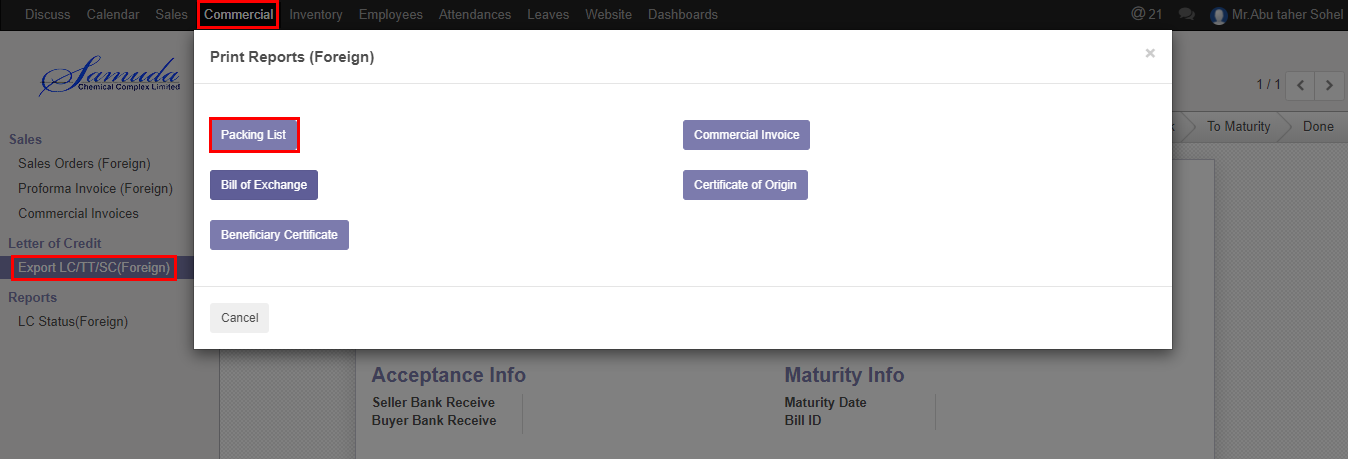 Discuss Calendar Sales Commercial Inventory Employees Attendances Leaves Website Dashboards @ 21 Mr.Abu taher Sohel
Samuda
Chemical Complex Limited
Sales
Sales Orders (Foreign)
Proforma Invoice (Foreign)
Commercial Invoices
Letter of Credit
Export LC/TT/SC(Foreign)
Reports
LC Status(Foreign)
Print Reports (Foreign) ×
Packing List Commercial Invoice
Bill of Exchange Certificate of Origin
Beneficiary Certificate
Cancel
1 / 1
To Maturity Done
Acceptance Info
Seller Bank Receive
Buyer Bank Receive
Maturity Info
Maturity Date
Bill ID